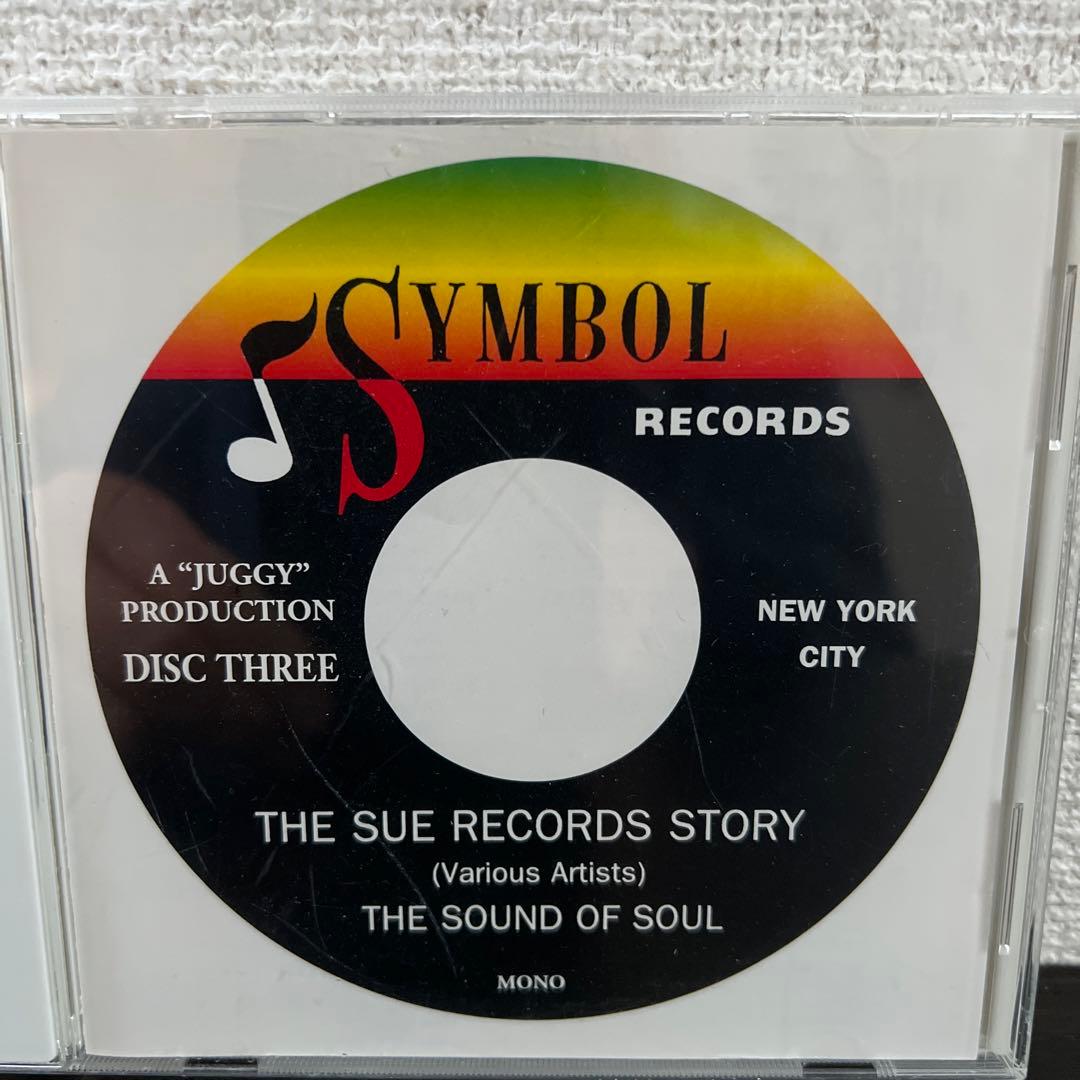 SYMBOL
RECORDS
A “JUGGY”
PRODUCTION
DISC THREE
NEW YORK
CITY
THE SUE RECORDS STORY
(Various Artists)
THE SOUND OF SOUL
MONO